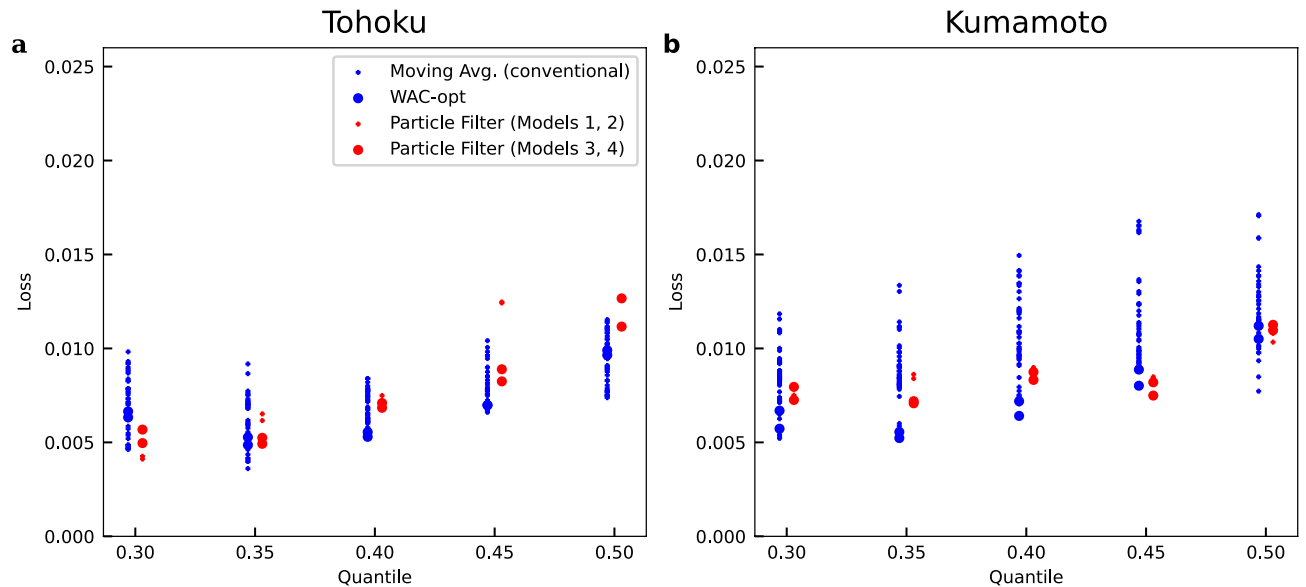 Tohoku
a
0.025
0.020
0.015
0.010
0.005
0.000
Loss
Moving Avg. (conventional)
WAC-opt
Particle Filter (Models 1, 2)
Particle Filter (Models 3, 4)
0.30 0.35 0.40 0.45 0.50
Quantile
Kumamoto
b
0.025
0.020
0.015
0.010
0.005
0.000
Loss
0.30 0.35 0.40 0.45 0.50
Quantile